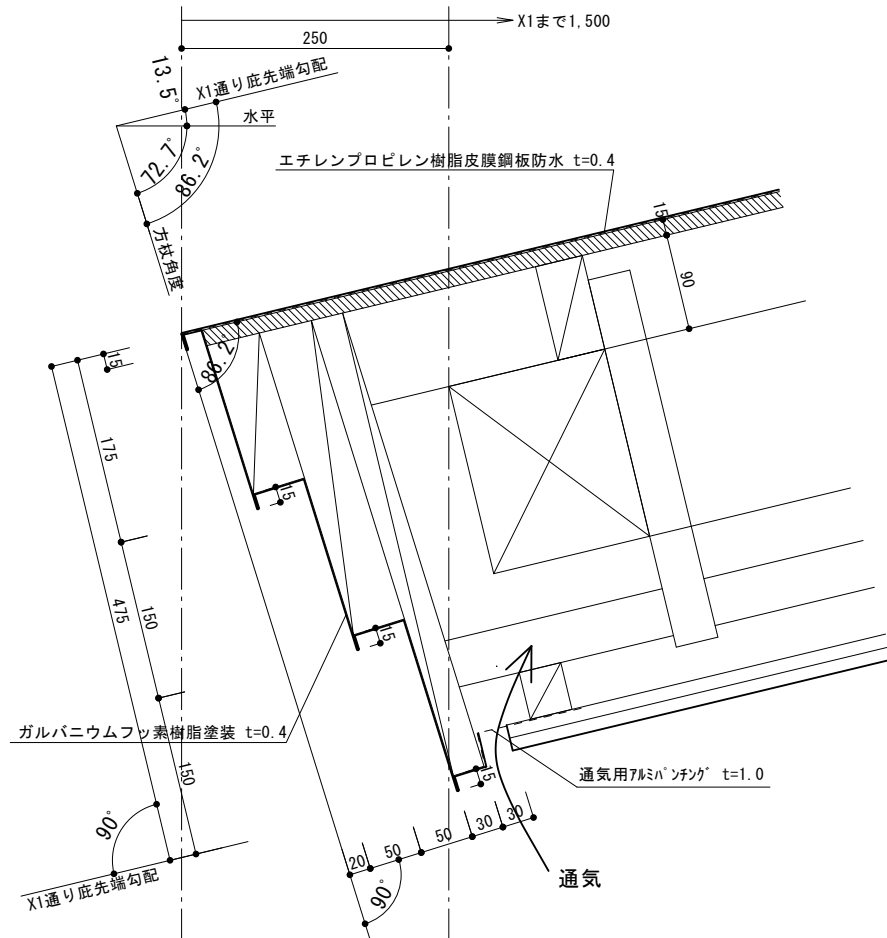 X1まで1,500
250
13.5°
X1通り庇先端勾配
水平
72.7°
86.2°
方杖角度
エチレンプロピレン樹脂皮膜鋼板防水 t=0.4
15
90
86.2°
15
175
15
475
150
15
ガルバニウムフッ素樹脂塗装 t=0.4
150
15
通気用ｱﾙﾐﾊﾟﾝﾁﾝｸﾞ t=1.0
90°
20
50
50
30
30
X1通り庇先端勾配
90°
通気